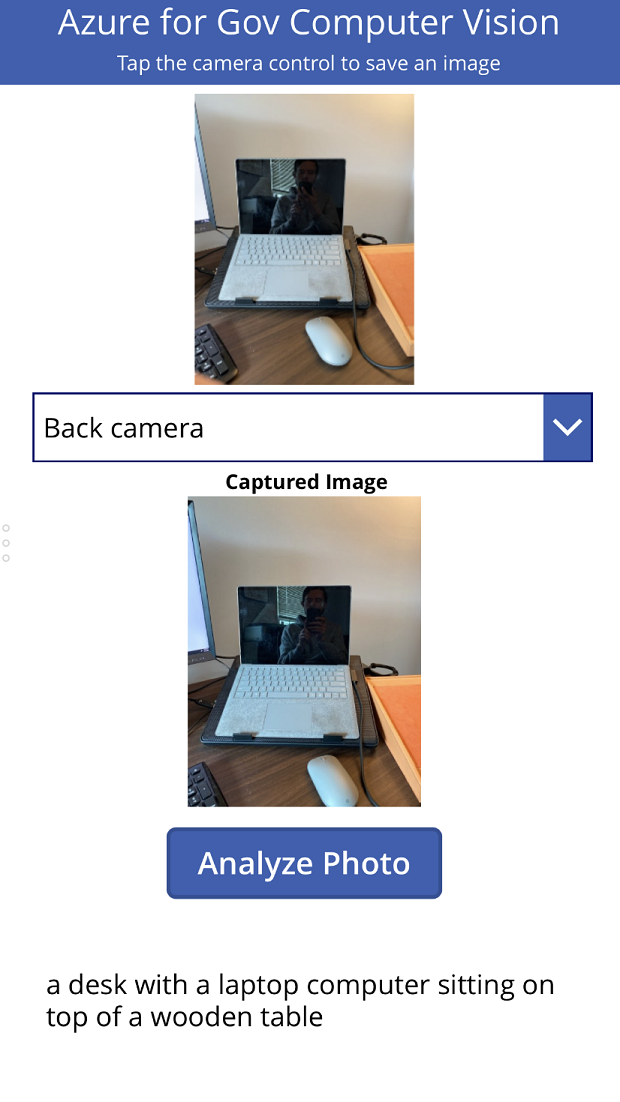 Azure for Gov Computer Vision
Tap the camera control to save an image
Back camera
Captured Image
Analyze Photo
a desk with a laptop computer sitting on
top of a wooden table